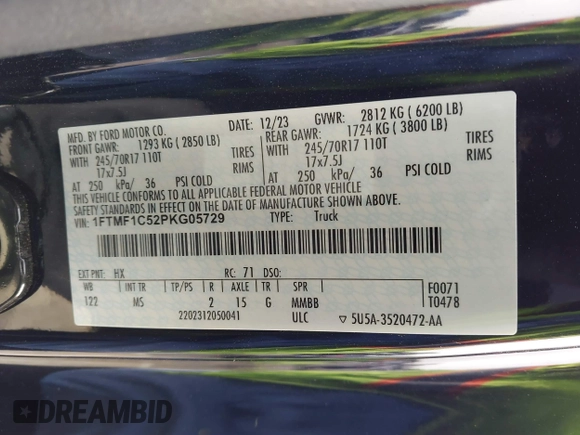 MFD. BY FORD MOTOR CO.
DATE: 12/23 GVWR: 2812 KG ( 6200 LB)
FRONT GAWR: 1293 KG ( 2850 LB) REAR GAWR: 1724 KG ( 3800 LB)
WITH 245/70R17 110T TIRES WITH 245/70R17 110T TIRES
17x7.5J RIMS 17x7.5J RIMS
AT 250 kPa/ 36 PSI COLD AT 250 kPa/ 36 PSI COLD
THIS VEHICLE CONFORMS TO ALL APPLICABLE FEDERAL MOTOR VEHICLE
SAFETY STANDARDS IN EFFECT ON THE DATE OF MANUFACTURE SHOWN ABOVE.
VIN: 1FTMF1C52PKG05729 TYPE: Truck
EXT PNT: HX RC: 71 DSO:
WB INT TR TP/PS R AXLE TR SPR F0071
122 MS 2 15 G MMBB T0478
2202312050041 ULC 5U5A-3520472-AA
DREAMBID